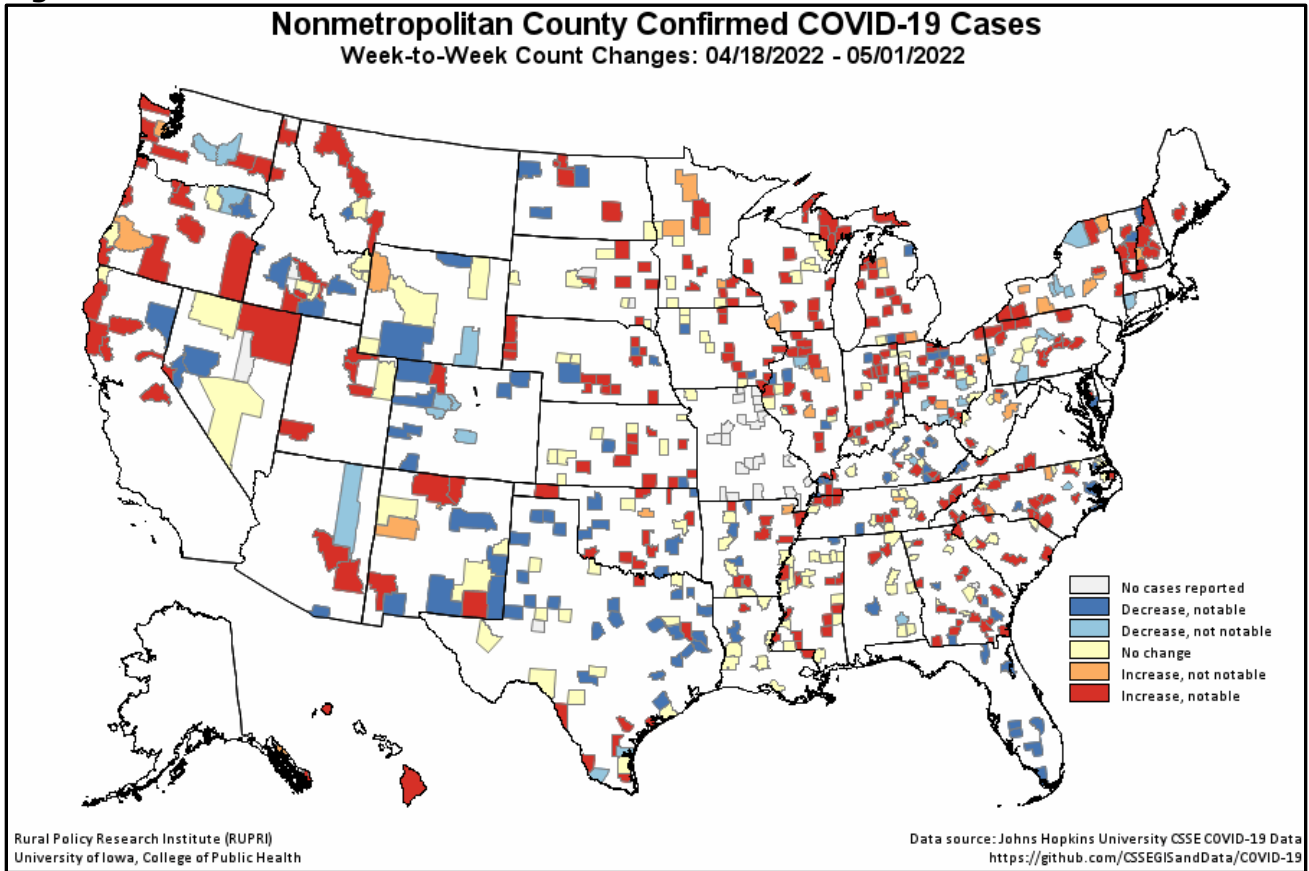 Nonmetropolitan County Confirmed COVID-19 Cases
Week-to-Week Count Changes: 04/18/2022 - 05/01/2022
No cases reported
Decrease, notable
Decrease, not notable
No change
Increase, not notable
Increase, notable
Rural Policy Research Institute (RUPRI)
University of Iowa, College of Public Health
Data source: Johns Hopkins University CSSE COVID-19 Data
https://github.com/CSSEGISandData/COVID-19